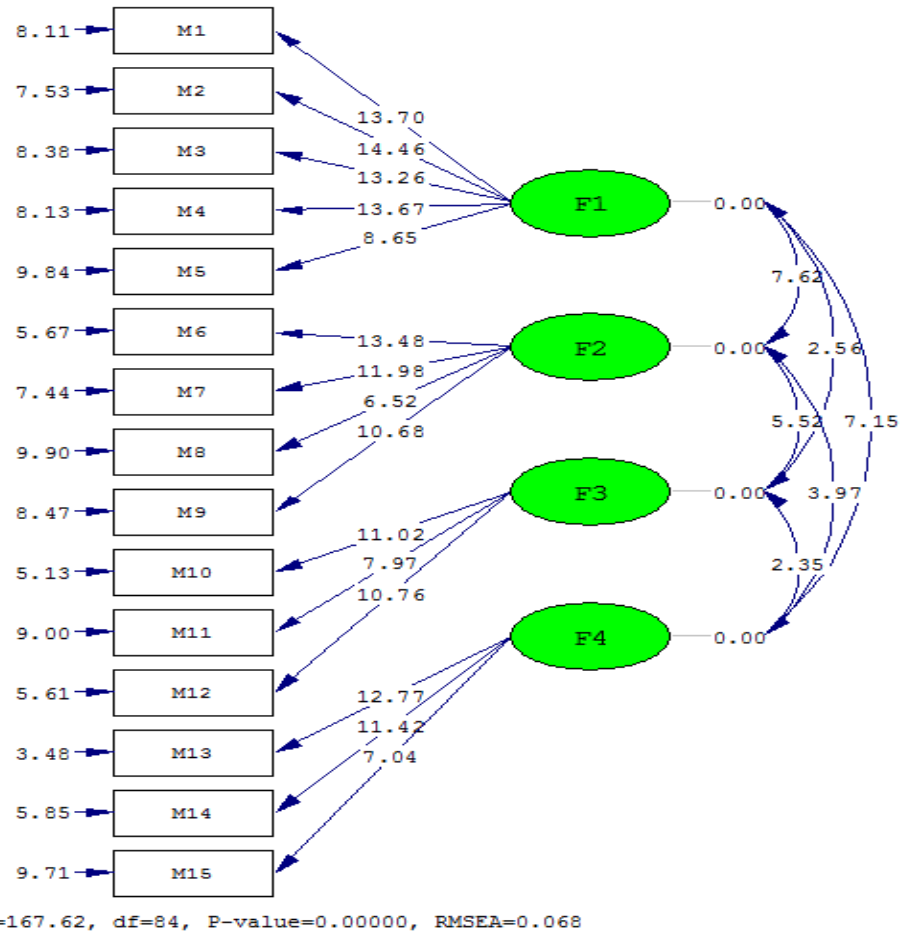 8.11 M1
7.53 M2
13.70
8.38 M3
14.46
13.26
8.13 M4 13.67 F1 0.00
8.65
9.84 M5 7.62
5.67 M6 13.48 F2 0.00 2.56
11.98
7.44 M7
6.52
10.68 5.52 7.15
9.90 M8
8.47 M9 F3 0.00 3.97
11.02
5.13 M10 7.97 2.35
10.76
9.00 M11 F4 0.00
5.61 M12 12.77
11.42
3.48 M13 7.04
5.85 M14
9.71 M15
=167.62, df=84, P-value=0.00000, RMSEA=0.068